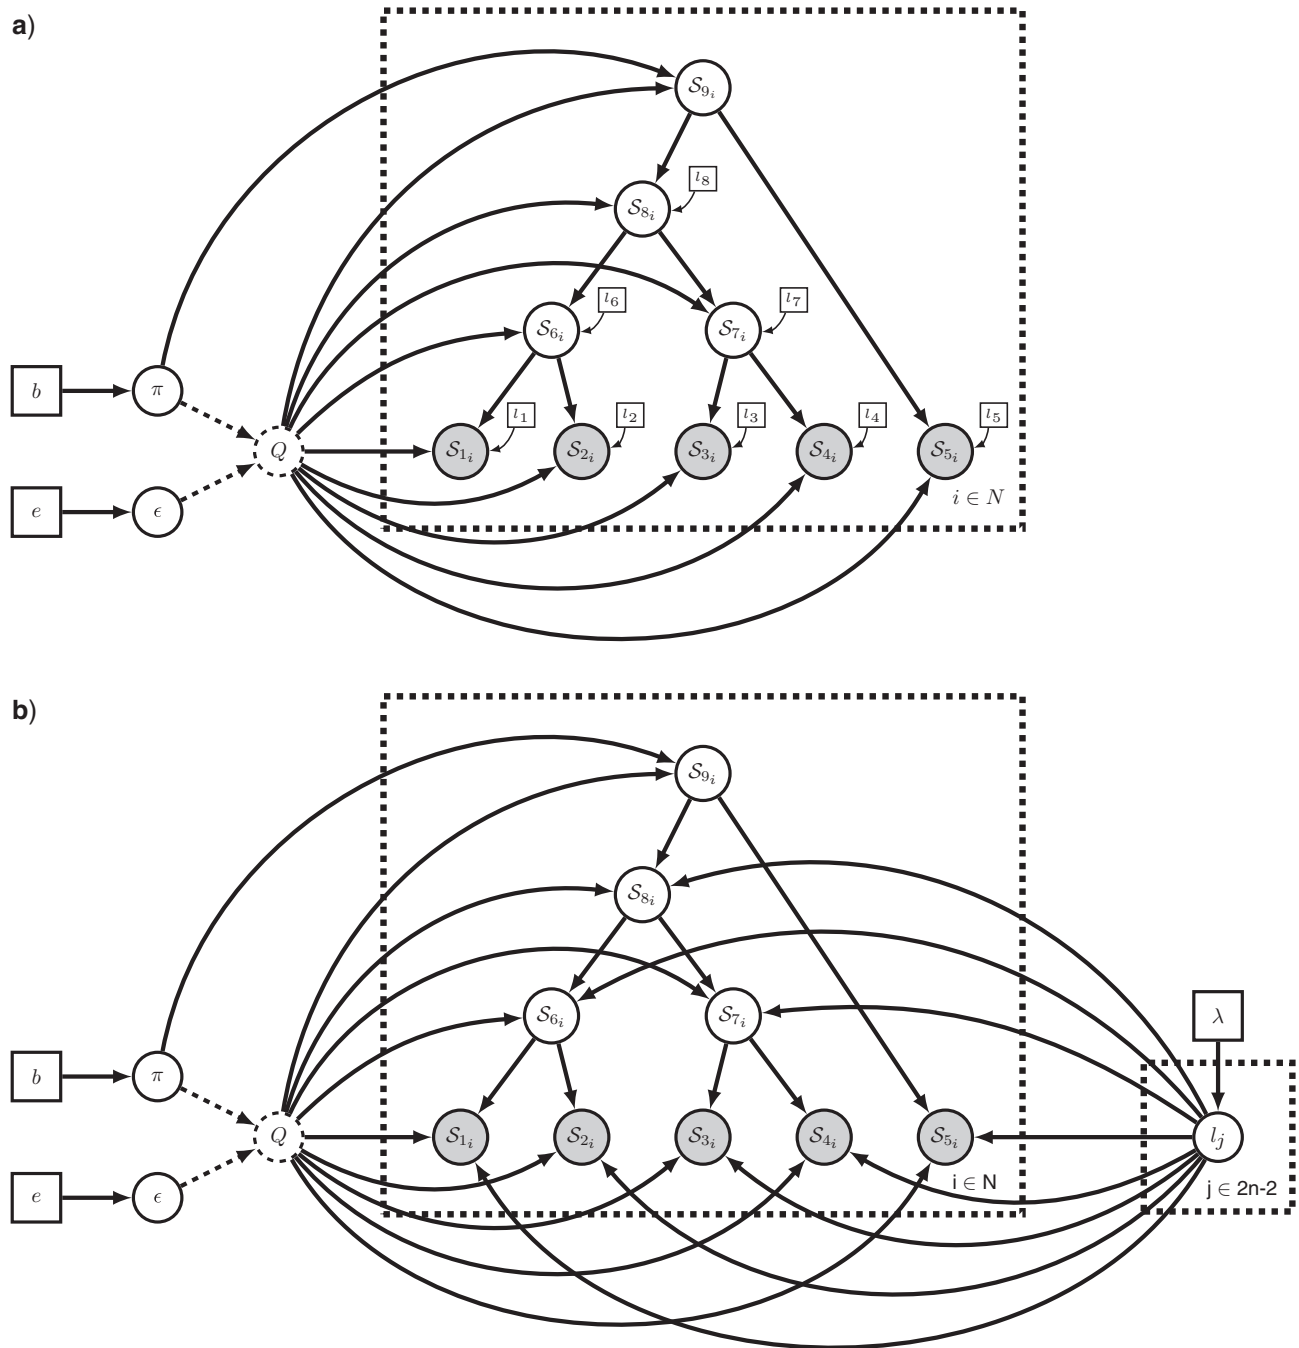 a)
𝒮₉ᵢ
l₈
𝒮₈ᵢ
l₆
l₇
𝒮₆ᵢ
𝒮₇ᵢ
b
π
l₁
l₂
l₃
l₄
l₅
Q
𝒮₁ᵢ
𝒮₂ᵢ
𝒮₃ᵢ
𝒮₄ᵢ
𝒮₅ᵢ
e
ϵ
i ∈ N
b)
𝒮₉ᵢ
𝒮₈ᵢ
𝒮₆ᵢ
𝒮₇ᵢ
λ
b
π
Q
𝒮₁ᵢ
𝒮₂ᵢ
𝒮₃ᵢ
𝒮₄ᵢ
𝒮₅ᵢ
lⱼ
i ∈ N
j ∈ 2n-2
e
ϵ